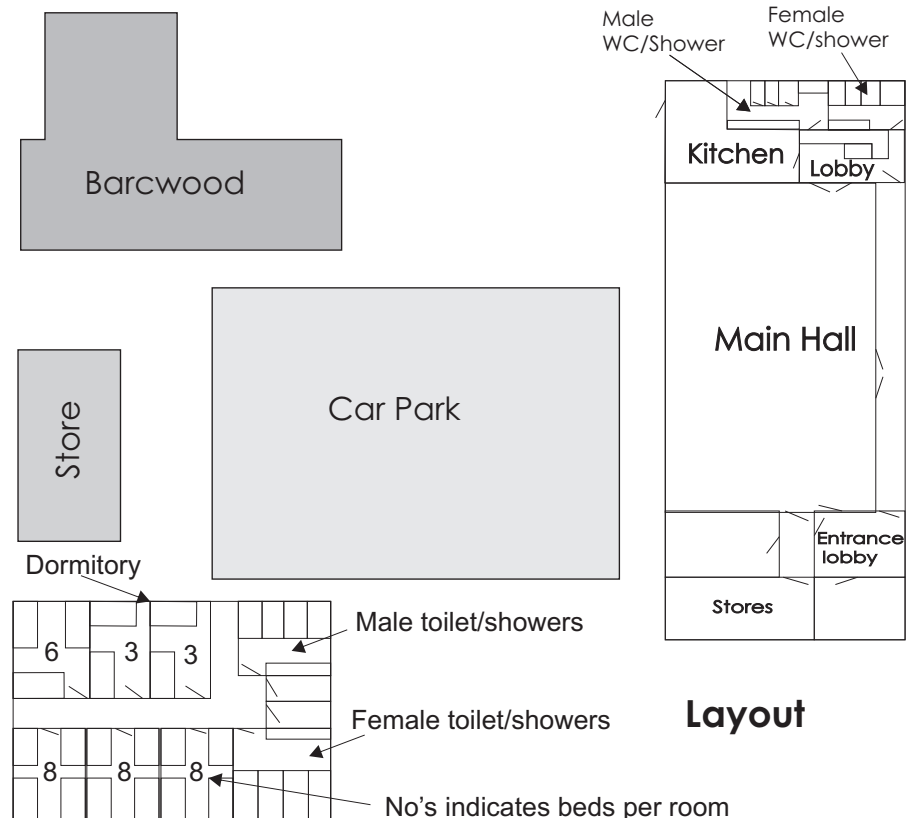 Male
WC/Shower
Female
WC/shower
Barcwood
Kitchen
Lobby
Main Hall
Car Park
Store
Entrance
lobby
Stores
Dormitory
6
3
3
Male toilet/showers
Female toilet/showers
Layout
8
8
8
No's indicates beds per room